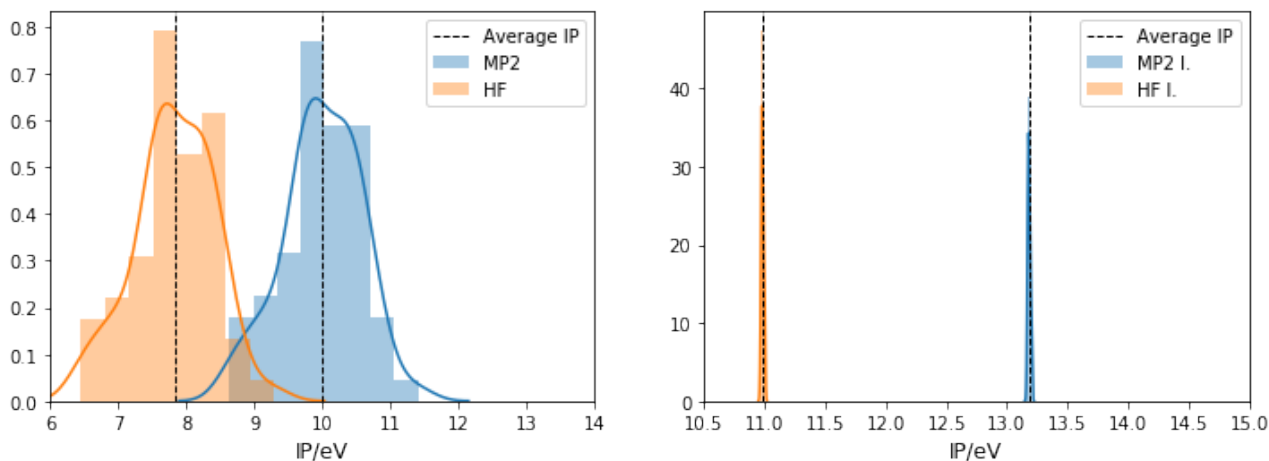 0.8
0.7
0.6
0.5
0.4
0.3
0.2
0.1
0.0
6 7 8 9 10 11 12 13 14
IP/eV
Average IP
MP2
HF
40
30
20
10
0
10.5 11.0 11.5 12.0 12.5 13.0 13.5 14.0 14.5 15.0
IP/eV
Average IP
MP2 I.
HF I.